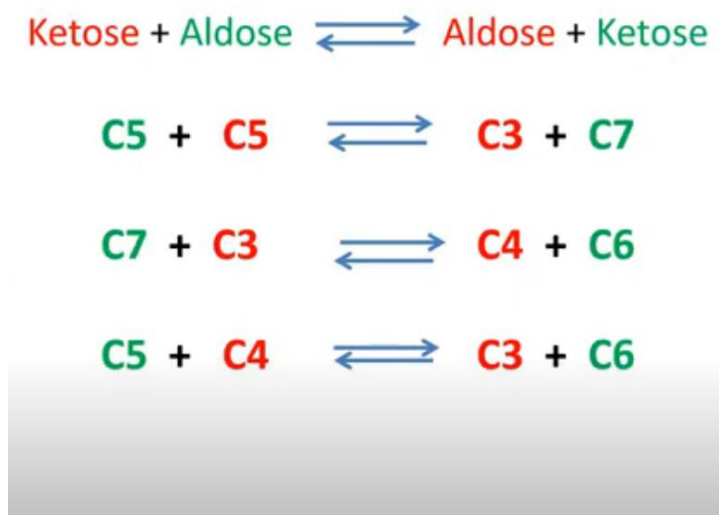 Ketose + Aldose ⇌ Aldose + Ketose
C5 + C5 ⇌ C3 + C7
C7 + C3 ⇌ C4 + C6
C5 + C4 ⇌ C3 + C6